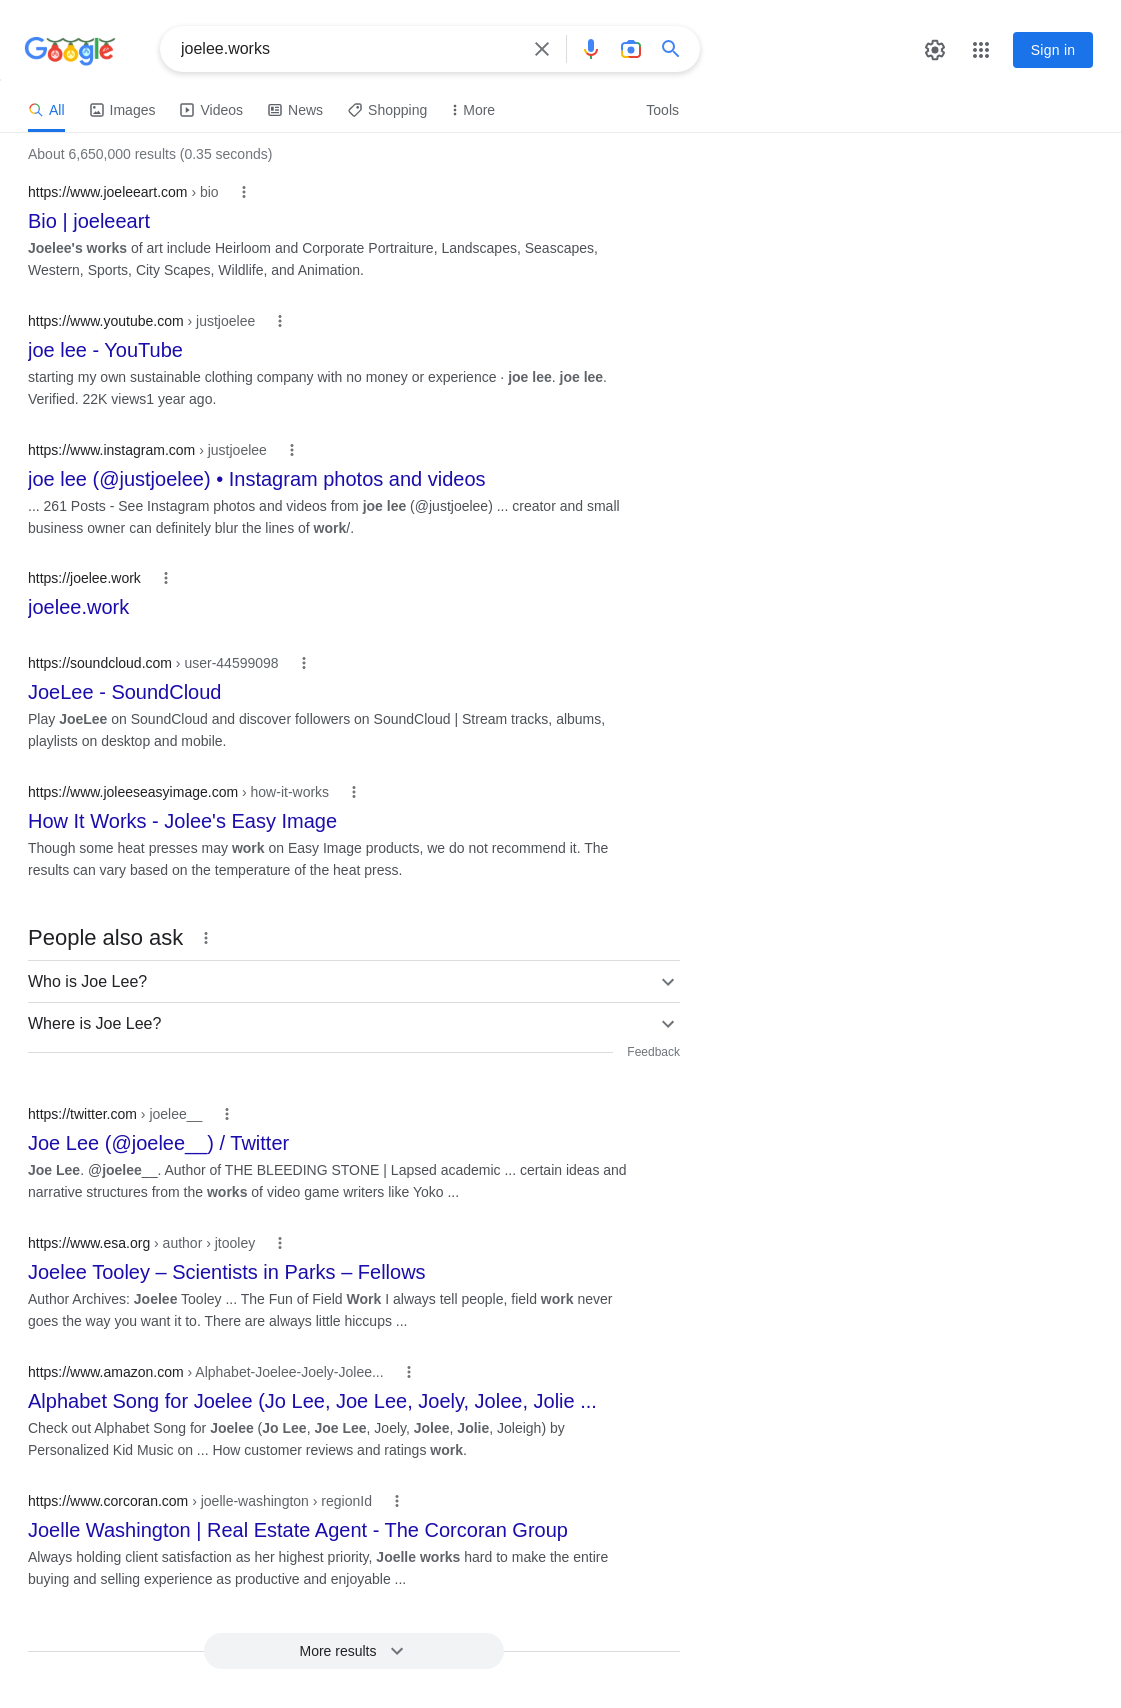 Google
joelee.works
Sign in
All
Images
Videos
News
Shopping
More
Tools
About 6,650,000 results (0.35 seconds)
https://www.joeleeart.com › bio
Bio | joeleeart
Joelee's works of art include Heirloom and Corporate Portraiture, Landscapes, Seascapes,
Western, Sports, City Scapes, Wildlife, and Animation.
https://www.youtube.com › justjoelee
joe lee - YouTube
starting my own sustainable clothing company with no money or experience · joe lee. joe lee.
Verified. 22K views1 year ago.
https://www.instagram.com › justjoelee
joe lee (@justjoelee) • Instagram photos and videos
... 261 Posts - See Instagram photos and videos from joe lee (@justjoelee) ... creator and small
business owner can definitely blur the lines of work/.
https://joelee.work
joelee.work
https://soundcloud.com › user-44599098
JoeLee - SoundCloud
Play JoeLee on SoundCloud and discover followers on SoundCloud | Stream tracks, albums,
playlists on desktop and mobile.
https://www.joleeseasyimage.com › how-it-works
How It Works - Jolee's Easy Image
Though some heat presses may work on Easy Image products, we do not recommend it. The
results can vary based on the temperature of the heat press.
People also ask
Who is Joe Lee?
Where is Joe Lee?
Feedback
https://twitter.com › joelee__
Joe Lee (@joelee__) / Twitter
Joe Lee. @joelee__. Author of THE BLEEDING STONE | Lapsed academic ... certain ideas and
narrative structures from the works of video game writers like Yoko ...
https://www.esa.org › author › jtooley
Joelee Tooley – Scientists in Parks – Fellows
Author Archives: Joelee Tooley ... The Fun of Field Work I always tell people, field work never
goes the way you want it to. There are always little hiccups ...
https://www.amazon.com › Alphabet-Joelee-Joely-Jolee...
Alphabet Song for Joelee (Jo Lee, Joe Lee, Joely, Jolee, Jolie ...
Check out Alphabet Song for Joelee (Jo Lee, Joe Lee, Joely, Jolee, Jolie, Joleigh) by
Personalized Kid Music on ... How customer reviews and ratings work.
https://www.corcoran.com › joelle-washington › regionId
Joelle Washington | Real Estate Agent - The Corcoran Group
Always holding client satisfaction as her highest priority, Joelle works hard to make the entire
buying and selling experience as productive and enjoyable ...
More results